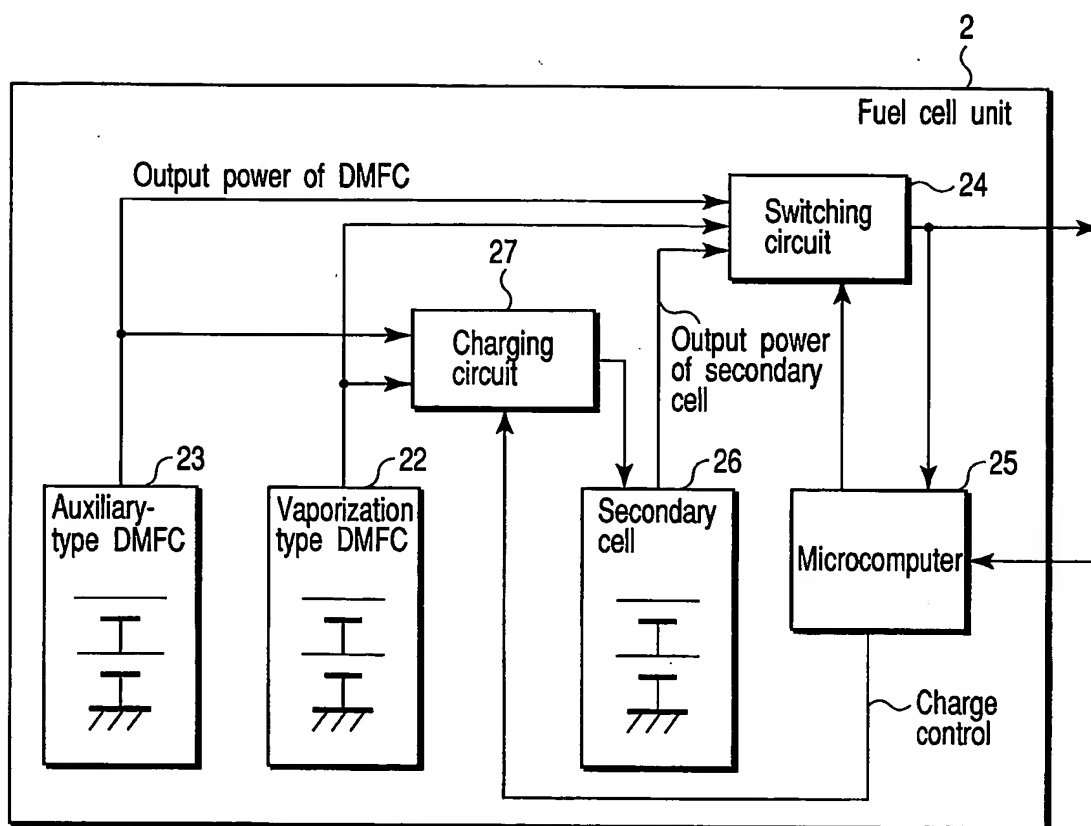 2
Fuel cell unit
Output power of DMFC
24
Switching
circuit
27
Charging
circuit
Output power
of secondary
cell
23
Auxiliary-
type DMFC
22
Vaporization
type DMFC
26
Secondary
cell
25
Microcomputer
Charge
control